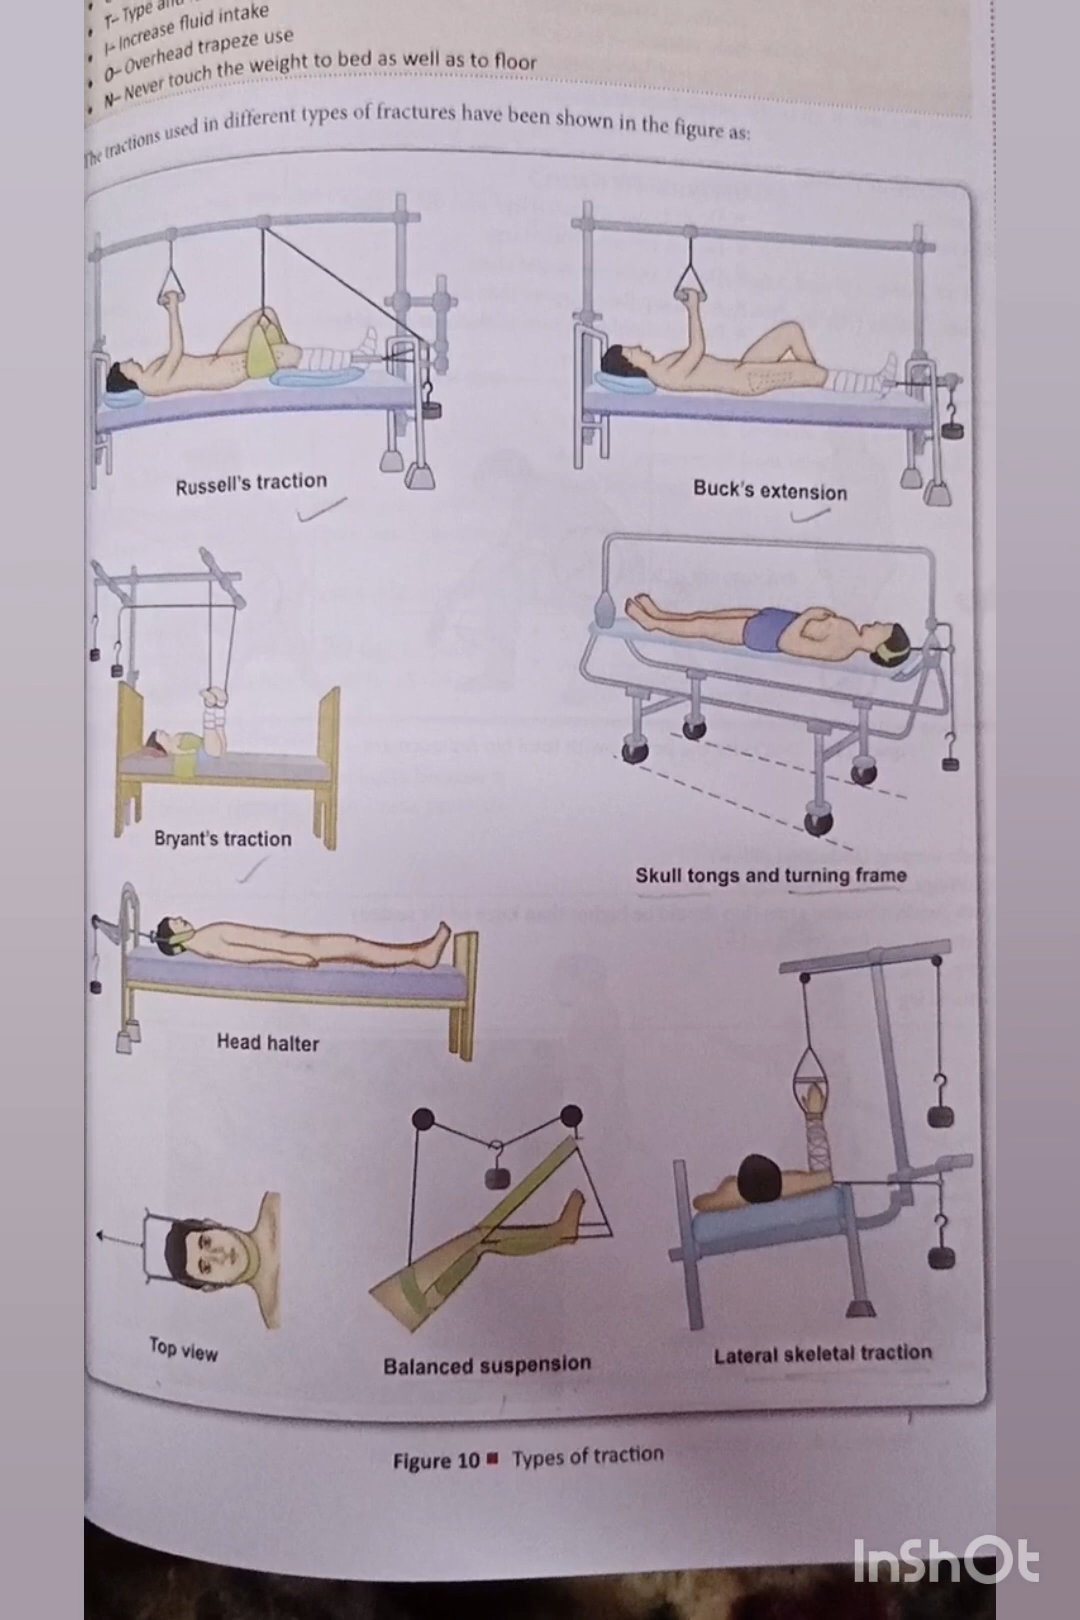 • T– Type
• I– Increase fluid intake
• O– Overhead trapeze use
• N– Never touch the weight to bed as well as to floor
The tractions used in different types of fractures have been shown in the figure as:
Russell's traction
Buck's extension
Bryant's traction
Skull tongs and turning frame
Head halter
Top view
Balanced suspension
Lateral skeletal traction
Figure 10 ■ Types of traction
InShOt